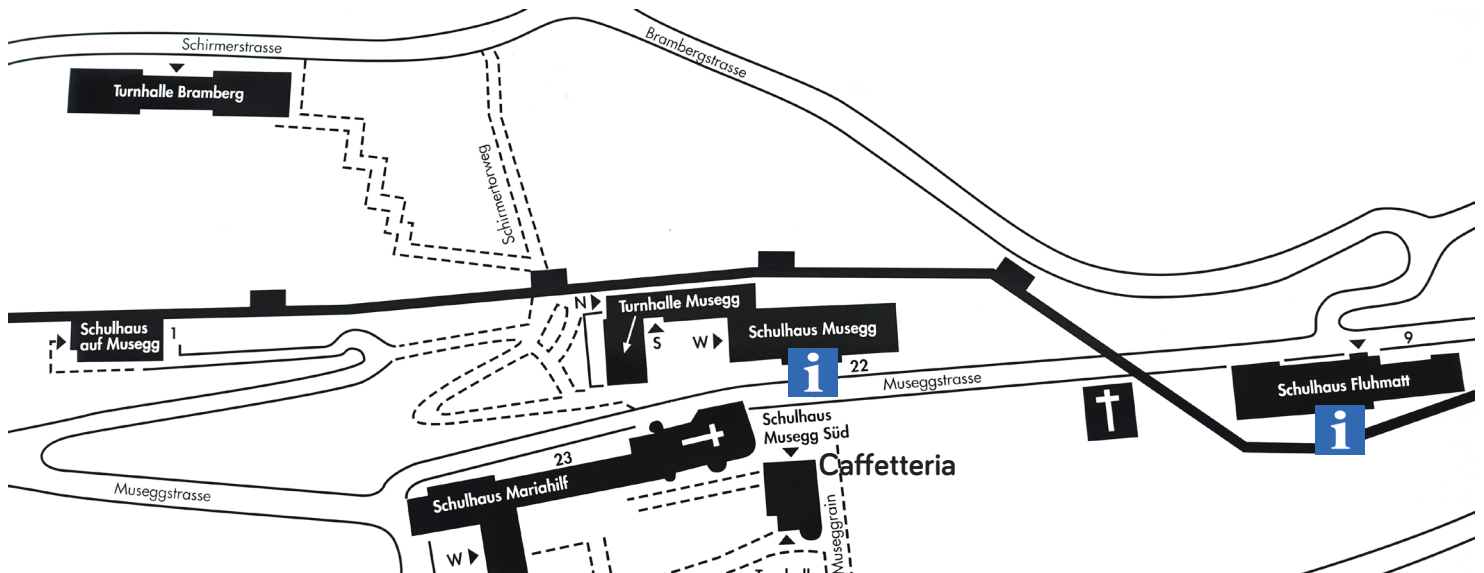 Schirmerstrasse
Brambergstrasse
Turnhalle Bramberg
Schirmertorweg
N
Turnhalle Musegg
Schulhaus
auf Musegg
1
S
W
Schulhaus Musegg
i
22
Museggstrasse
9
Schulhaus Fluhmatt
i
Schulhaus
Musegg Süd
Caffetteria
23
Schulhaus Mariahilf
Museggstrasse
Museggrain
W